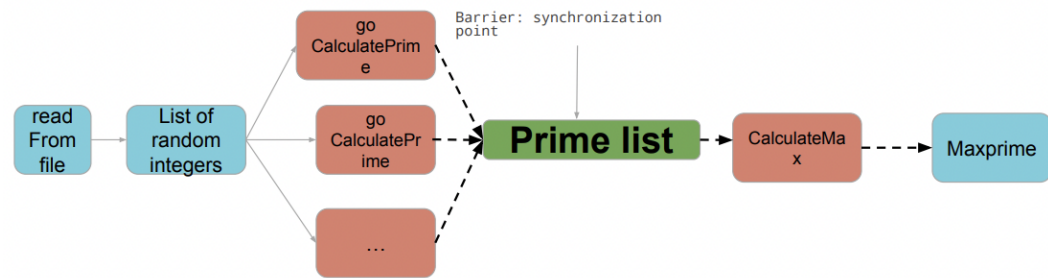 Barrier: synchronization
point
go
CalculatePrim
e
read
From
file
List of
random
integers
go
CalculatePr
ime
Prime list
CalculateMa
x
Maxprime
...